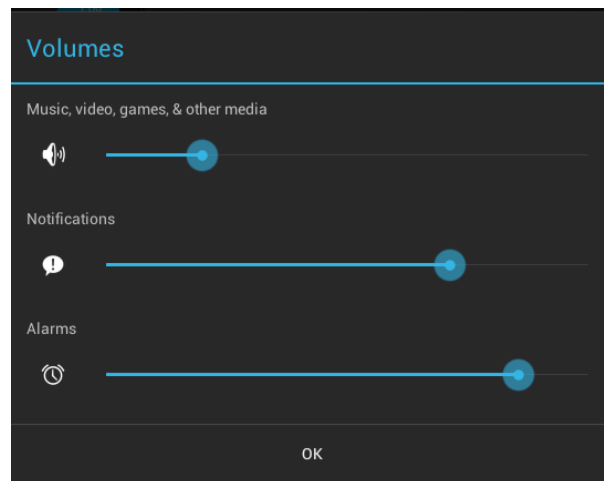 Volumes
Music, video, games, & other media
Notifications
Alarms
OK